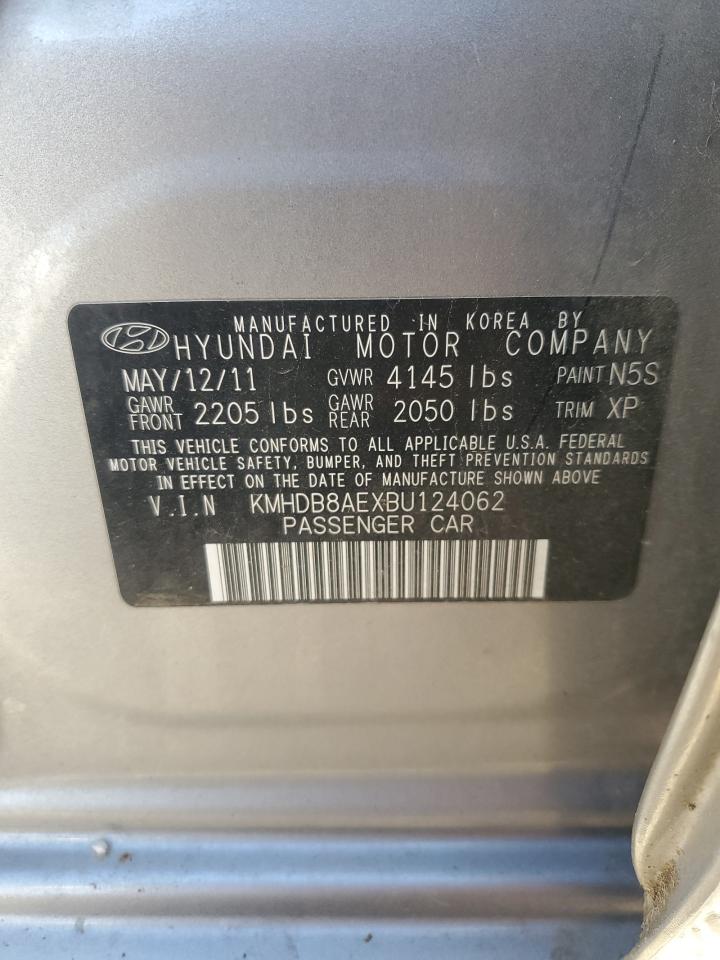 MANUFACTURED IN KOREA BY
HYUNDAI MOTOR COMPANY
MAY/12/11 GVWR 4145 lbs PAINT N5S
GAWR FRONT 2205 lbs GAWR REAR 2050 lbs TRIM XP
THIS VEHICLE CONFORMS TO ALL APPLICABLE U.S.A. FEDERAL
MOTOR VEHICLE SAFETY, BUMPER, AND THEFT PREVENTION STANDARDS
IN EFFECT ON THE DATE OF MANUFACTURE SHOWN ABOVE
V.I.N KMHDB8AEXBU124062
PASSENGER CAR